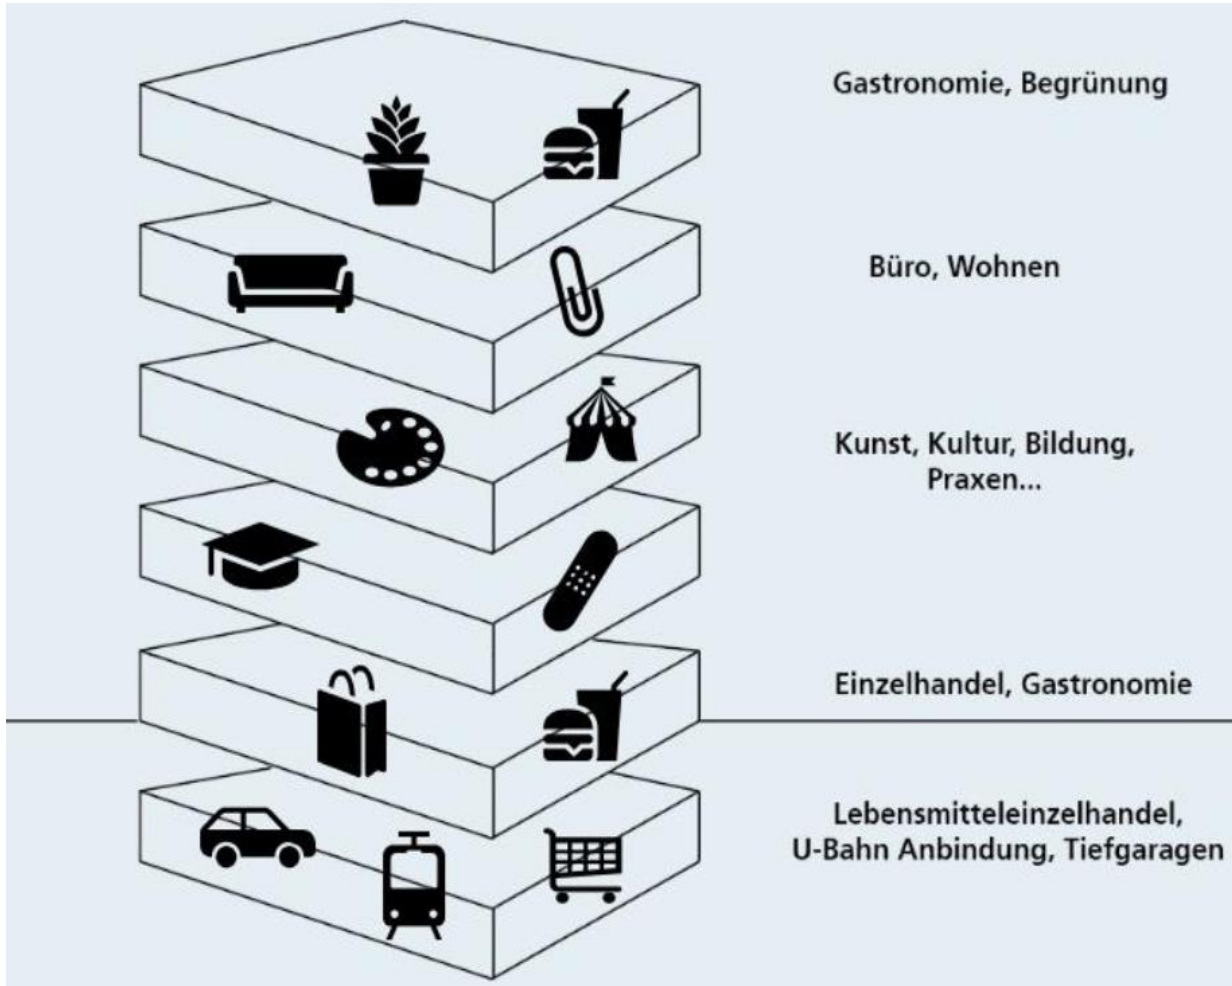 Gastronomie, Begrünung
Büro, Wohnen
Kunst, Kultur, Bildung,
Praxen...
Einzelhandel, Gastronomie
Lebensmitteleinzelhandel,
U-Bahn Anbindung, Tiefgaragen